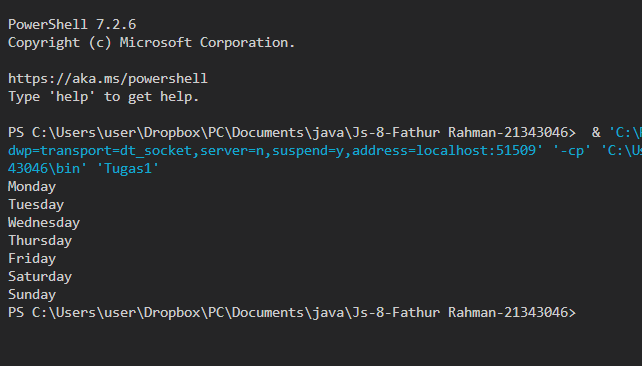 PowerShell 7.2.6
Copyright (c) Microsoft Corporation.
https://aka.ms/powershell
Type 'help' to get help.
PS C:\Users\user\Dropbox\PC\Documents\java\Js-8-Fathur Rahman-21343046>  & 'C:\
dwp=transport=dt_socket,server=n,suspend=y,address=localhost:51509' '-cp' 'C:\Us
43046\bin' 'Tugas1'
Monday
Tuesday
Wednesday
Thursday
Friday
Saturday
Sunday
PS C:\Users\user\Dropbox\PC\Documents\java\Js-8-Fathur Rahman-21343046>